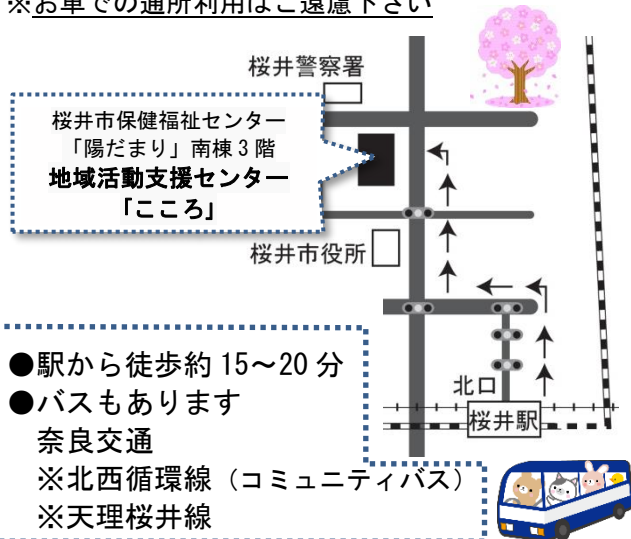 ※お車での通所利用はご遠慮下さい
桜井警察署
桜井市保健福祉センター
「陽だまり」南棟3階
地域活動支援センター
「こころ」
桜井市役所
北口
桜井駅
●駅から徒歩約15～20分
●バスもあります
奈良交通
※北西循環線（コミュニティバス）
※天理桜井線